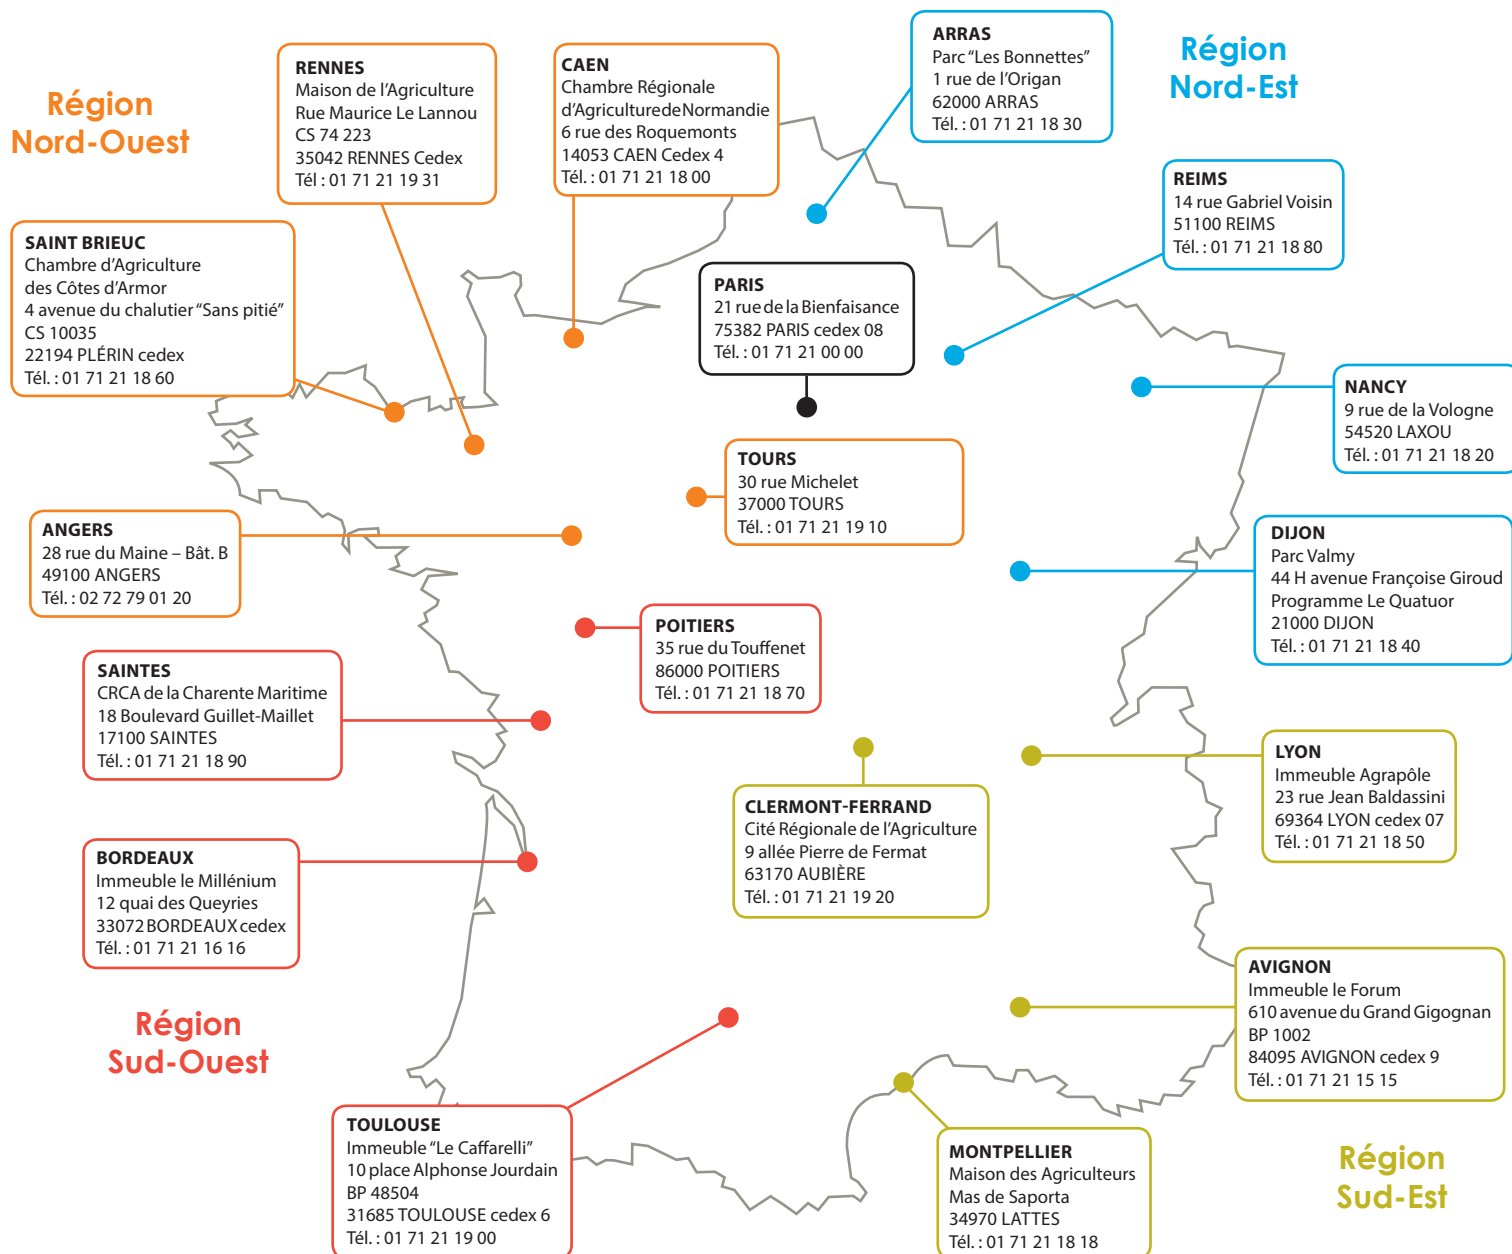 Région
Nord-Ouest
RENNES
Maison de l'Agriculture
Rue Maurice Le Lannou
CS 74 223
35042 RENNES Cedex
Tél : 01 71 21 19 31
CAEN
Chambre Régionale
d'AgriculturedeNormandie
6 rue des Roquemonts
14053 CAEN Cedex 4
Tél. : 01 71 21 18 00
ARRAS
Parc "Les Bonnettes"
1 rue de l'Origan
62000 ARRAS
Tél. : 01 71 21 18 30
Région
Nord-Est
REIMS
14 rue Gabriel Voisin
51100 REIMS
Tél. : 01 71 21 18 80
SAINT BRIEUC
Chambre d'Agriculture
des Côtes d'Armor
4 avenue du chalutier "Sans pitié"
CS 10035
22194 PLÉRIN cedex
Tél. : 01 71 21 18 60
PARIS
21 rue de la Bienfaisance
75382 PARIS cedex 08
Tél. : 01 71 21 00 00
NANCY
9 rue de la Vologne
54520 LAXOU
Tél. : 01 71 21 18 20
TOURS
30 rue Michelet
37000 TOURS
Tél. : 01 71 21 19 10
ANGERS
28 rue du Maine – Bât. B
49100 ANGERS
Tél. : 02 72 79 01 20
DIJON
Parc Valmy
44 H avenue Françoise Giroud
Programme Le Quatuor
21000 DIJON
Tél. : 01 71 21 18 40
POITIERS
35 rue du Touffenet
86000 POITIERS
Tél. : 01 71 21 18 70
SAINTES
CRCA de la Charente Maritime
18 Boulevard Guillet-Maillet
17100 SAINTES
Tél. : 01 71 21 18 90
LYON
Immeuble Agrapôle
23 rue Jean Baldassini
69364 LYON cedex 07
Tél. : 01 71 21 18 50
CLERMONT-FERRAND
Cité Régionale de l'Agriculture
9 allée Pierre de Fermat
63170 AUBIÈRE
Tél. : 01 71 21 19 20
BORDEAUX
Immeuble le Millénium
12 quai des Queyries
33072 BORDEAUX cedex
Tél. : 01 71 21 16 16
AVIGNON
Immeuble le Forum
610 avenue du Grand Gigognan
BP 1002
84095 AVIGNON cedex 9
Tél. : 01 71 21 15 15
Région
Sud-Ouest
TOULOUSE
Immeuble "Le Caffarelli"
10 place Alphonse Jourdain
BP 48504
31685 TOULOUSE cedex 6
Tél. : 01 71 21 19 00
MONTPELLIER
Maison des Agriculteurs
Mas de Saporta
34970 LATTES
Tél. : 01 71 21 18 18
Région
Sud-Est